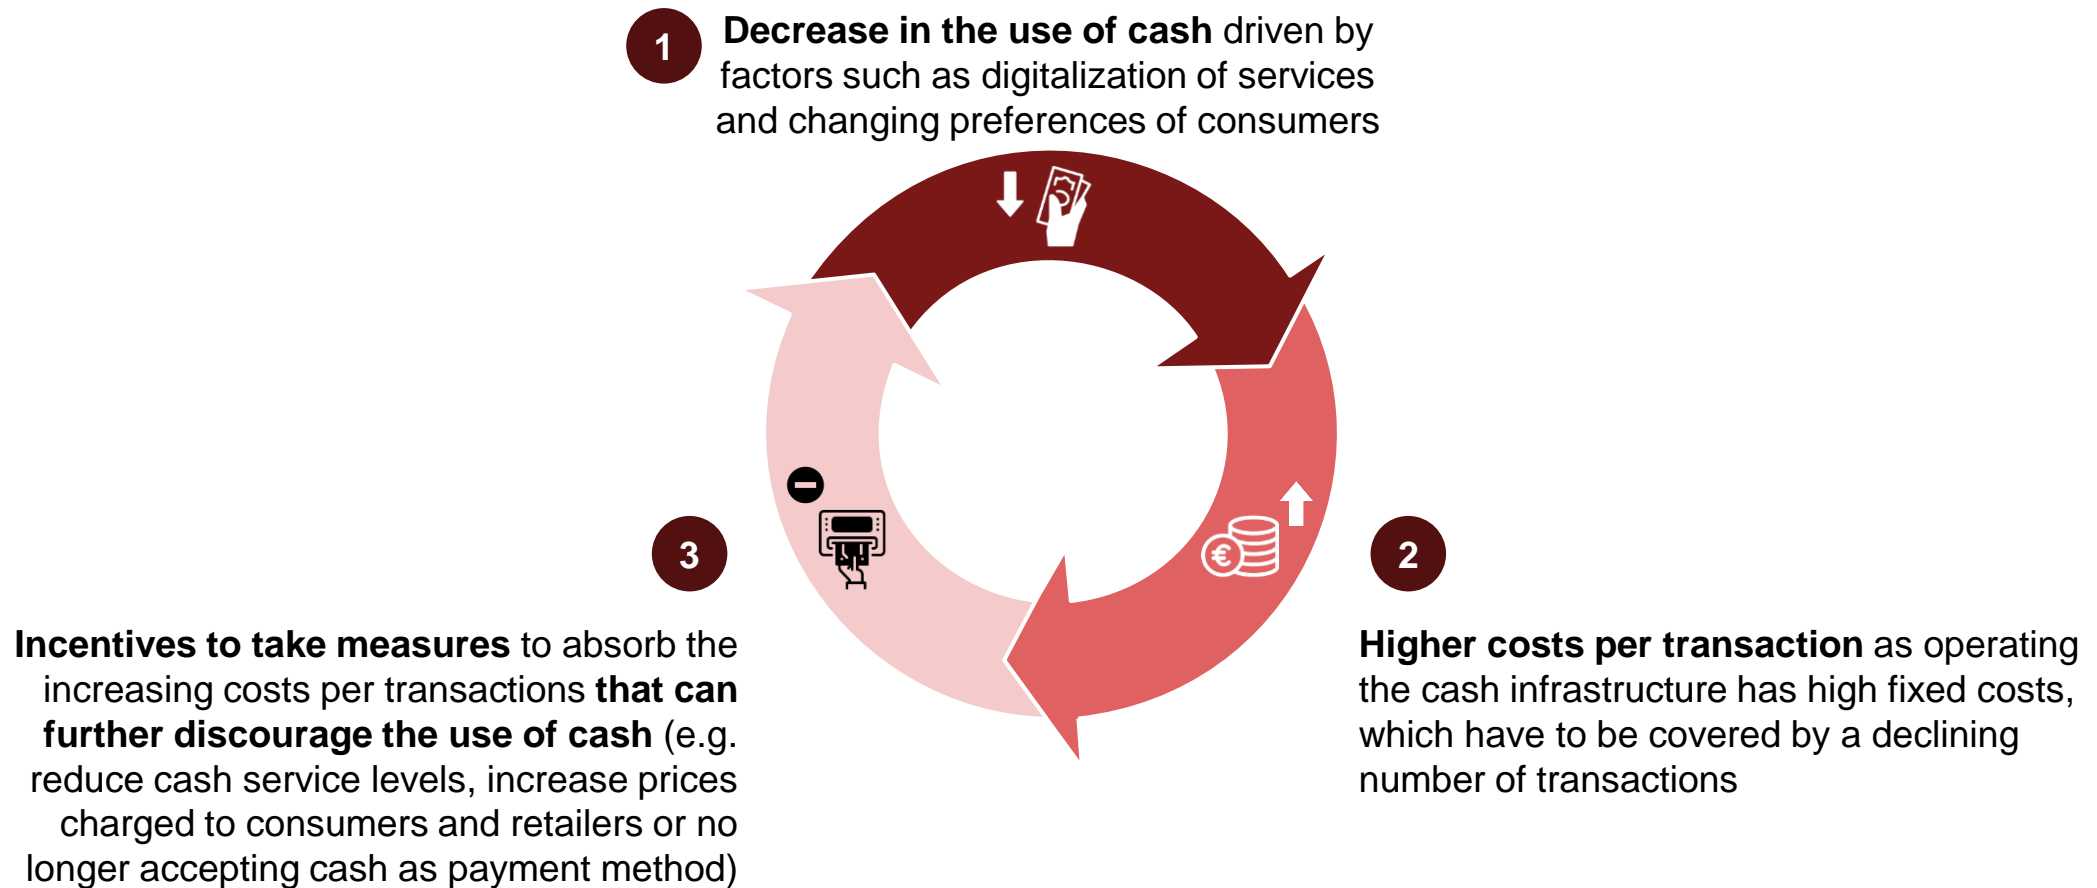 1
Decrease in the use of cash driven by
factors such as digitalization of services
and changing preferences of consumers
€
2
Higher costs per transaction as operating
the cash infrastructure has high fixed costs,
which have to be covered by a declining
number of transactions
3
Incentives to take measures to absorb the
increasing costs per transactions that can
further discourage the use of cash (e.g.
reduce cash service levels, increase prices
charged to consumers and retailers or no
longer accepting cash as payment method)